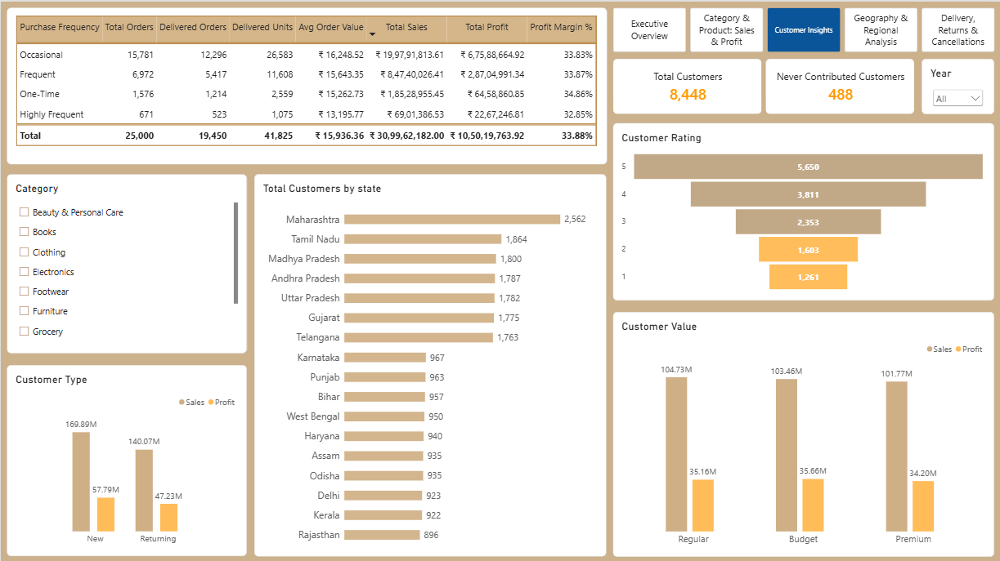 Purchase Frequency Total Orders Delivered Orders Delivered Units Avg Order Value Total Sales Total Profit Profit Margin %
Occasional 15,781 12,296 26,583 ₹ 16,248.52 ₹ 19,97,91,813.61 ₹ 6,75,88,664.92 33.83%
Frequent 6,972 5,417 11,608 ₹ 15,643.35 ₹ 8,47,40,026.41 ₹ 2,87,04,991.34 33.87%
One-Time 1,576 1,214 2,559 ₹ 15,262.73 ₹ 1,85,28,955.45 ₹ 64,58,860.85 34.86%
Highly Frequent 671 523 1,075 ₹ 13,195.77 ₹ 69,01,386.53 ₹ 22,67,246.81 32.85%
Total 25,000 19,450 41,825 ₹ 15,936.36 ₹ 30,99,62,182.00 ₹ 10,50,19,763.92 33.88%
Executive
Overview
Category &
Product: Sales
& Profit
Customer Insights
Geography &
Regional
Analysis
Delivery,
Returns &
Cancellations
Total Customers
8,448
Never Contributed Customers
488
Year
All
Category
Beauty & Personal Care
Books
Clothing
Electronics
Footwear
Furniture
Grocery
Total Customers by state
Maharashtra 2,562
Tamil Nadu 1,864
Madhya Pradesh 1,800
Andhra Pradesh 1,787
Uttar Pradesh 1,782
Gujarat 1,775
Telangana 1,763
Karnataka 967
Punjab 963
Bihar 957
West Bengal 950
Haryana 940
Assam 935
Odisha 935
Delhi 923
Kerala 922
Rajasthan 896
Customer Rating
5 5,650
4 3,811
3 2,353
2 1,603
1 1,261
Customer Type
Sales Profit
169.89M
140.07M
57.79M
47.23M
New Returning
Customer Value
Sales Profit
104.73M 103.46M 101.77M
35.16M 35.66M 34.20M
Regular Budget Premium